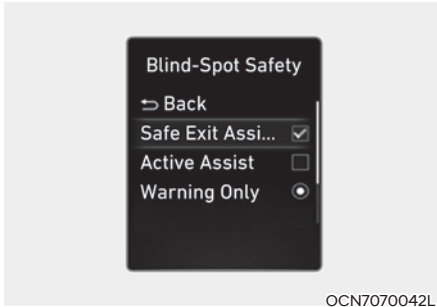 Blind-Spot Safety
Back
Safe Exit Assi...
Active Assist
Warning Only
OCN7070042L